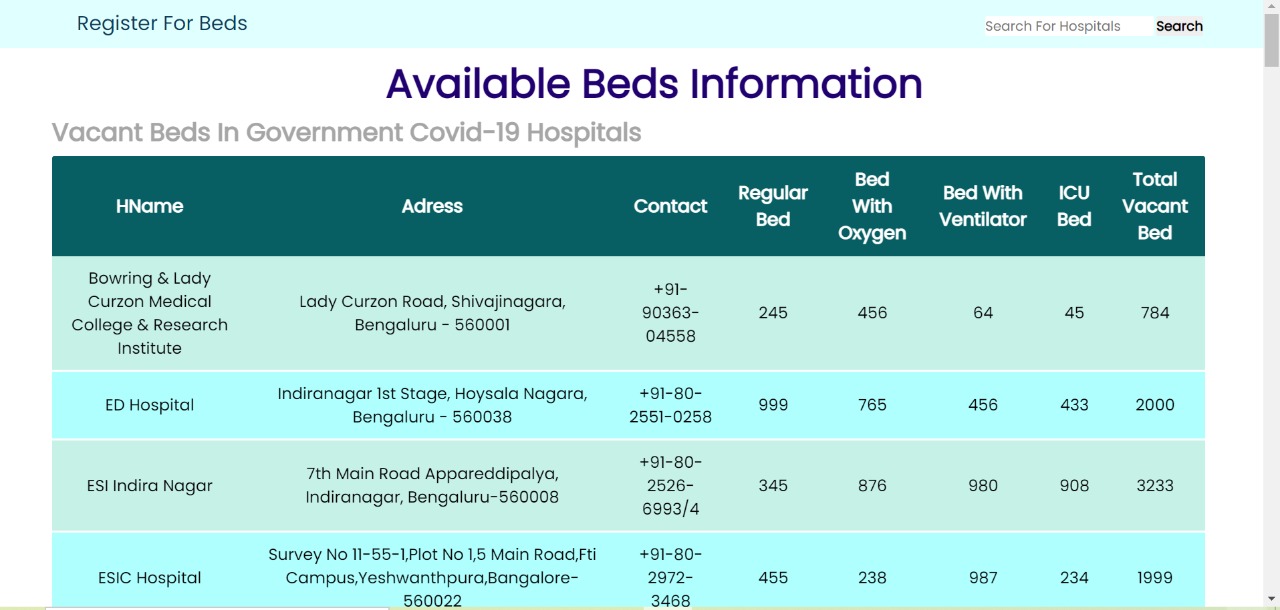 Register For Beds
Search For Hospitals Search
Available Beds Information
Vacant Beds In Government Covid-19 Hospitals
HName
Adress
Contact
Regular
Bed
Bed
With
Oxygen
Bed With
Ventilator
ICU
Bed
Total
Vacant
Bed
Bowring & Lady
Curzon Medical
College & Research
Institute
Lady Curzon Road, Shivajinagara,
Bengaluru - 560001
+91-
90363-
04558
245
456
64
45
784
ED Hospital
Indiranagar 1st Stage, Hoysala Nagara,
Bengaluru - 560038
+91-80-
2551-0258
999
765
456
433
2000
ESI Indira Nagar
7th Main Road Appareddipalya,
Indiranagar, Bengaluru-560008
+91-80-
2526-
6993/4
345
876
980
908
3233
ESIC Hospital
Survey No 11-55-1,Plot No 1,5 Main Road,Fti
Campus,Yeshwanthpura,Bangalore-
560022
+91-80-
2972-
3468
455
238
987
234
1999